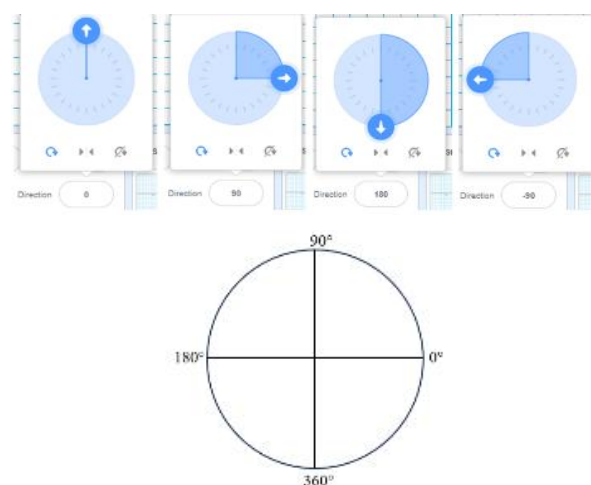 Direction 0
Direction 90
Direction 180
Direction -90
90°
180°
0°
360°